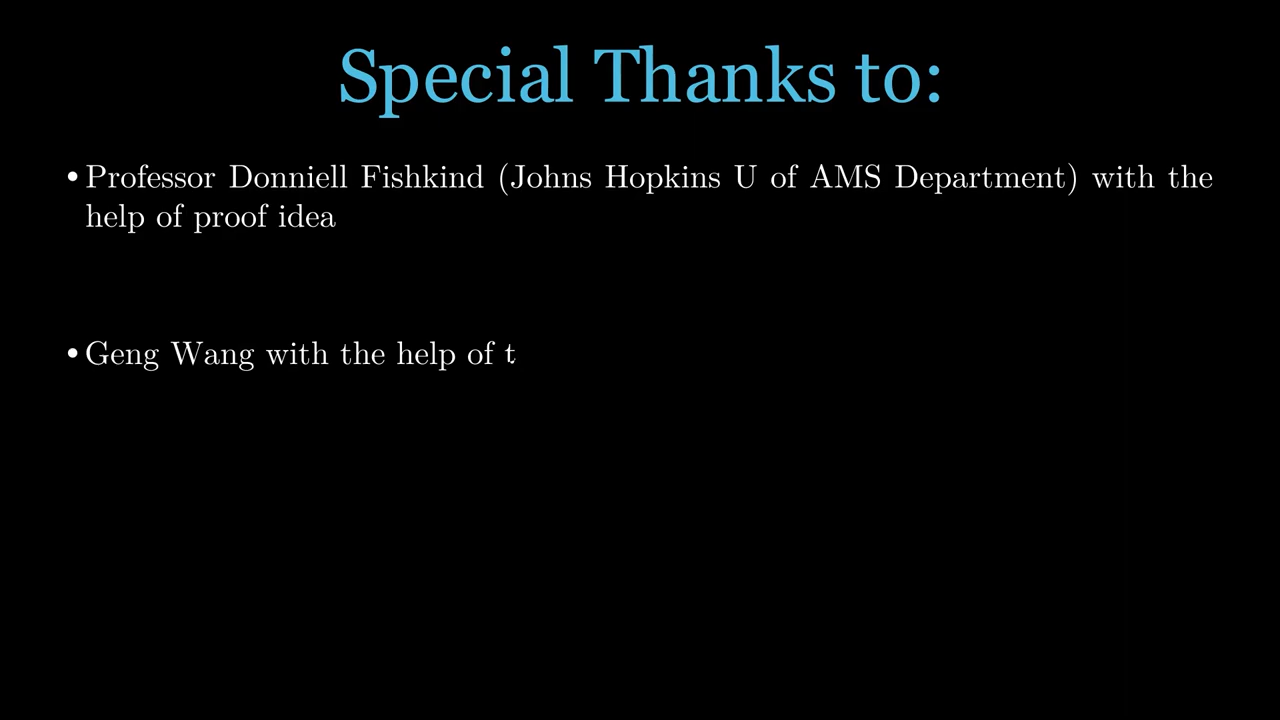 Special Thanks to:
• Professor Donniell Fishkind (Johns Hopkins U of AMS Department) with the
help of proof idea
• Geng Wang with the help of t